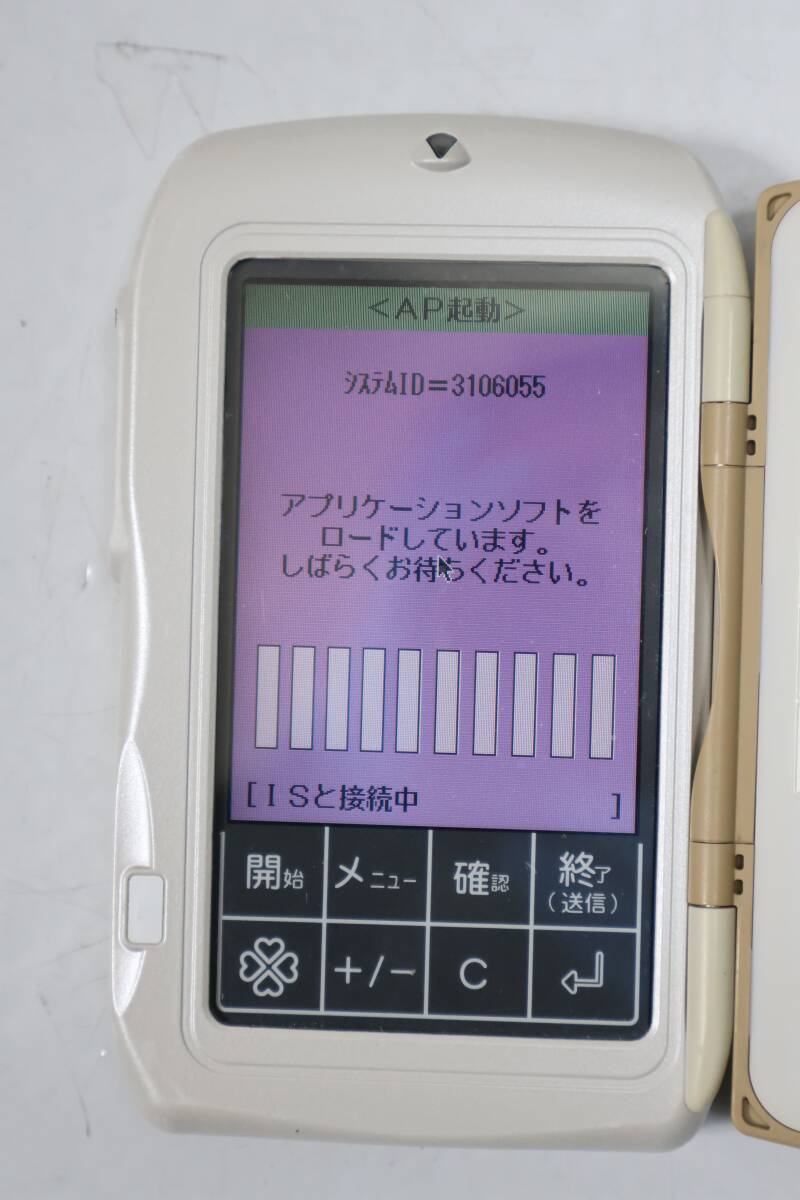 <AP起動>
ｼｽﾃﾑID=3106055
アプリケーションソフトを
ロードしています。
しばらくお待ちください。
[ISと接続中 ]
開始 メニュー 確認 終了(送信)
+/- C